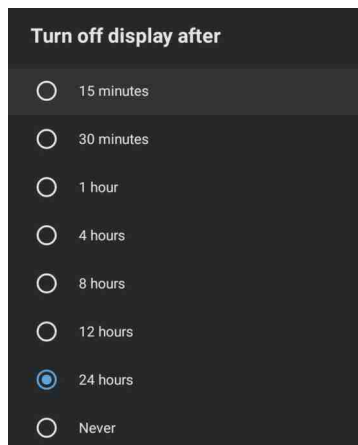 Turn off display after
15 minutes
30 minutes
1 hour
4 hours
8 hours
12 hours
24 hours
Never